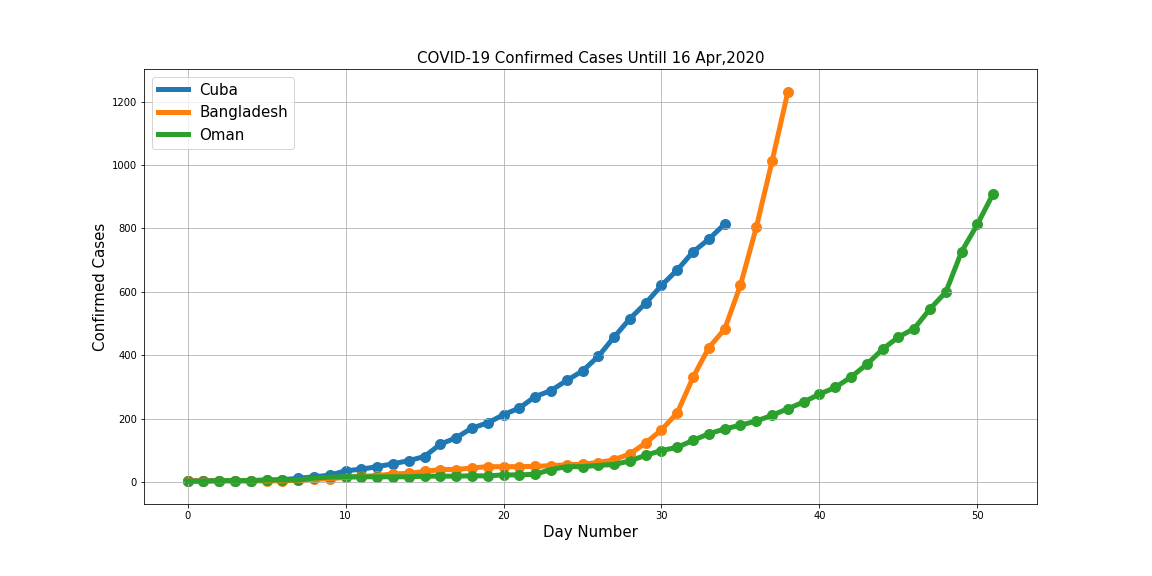 COVID-19 Confirmed Cases Untill 16 Apr,2020
Cuba
Bangladesh
Oman
Confirmed Cases
1200
1000
800
600
400
200
0
0 10 20 30 40 50
Day Number